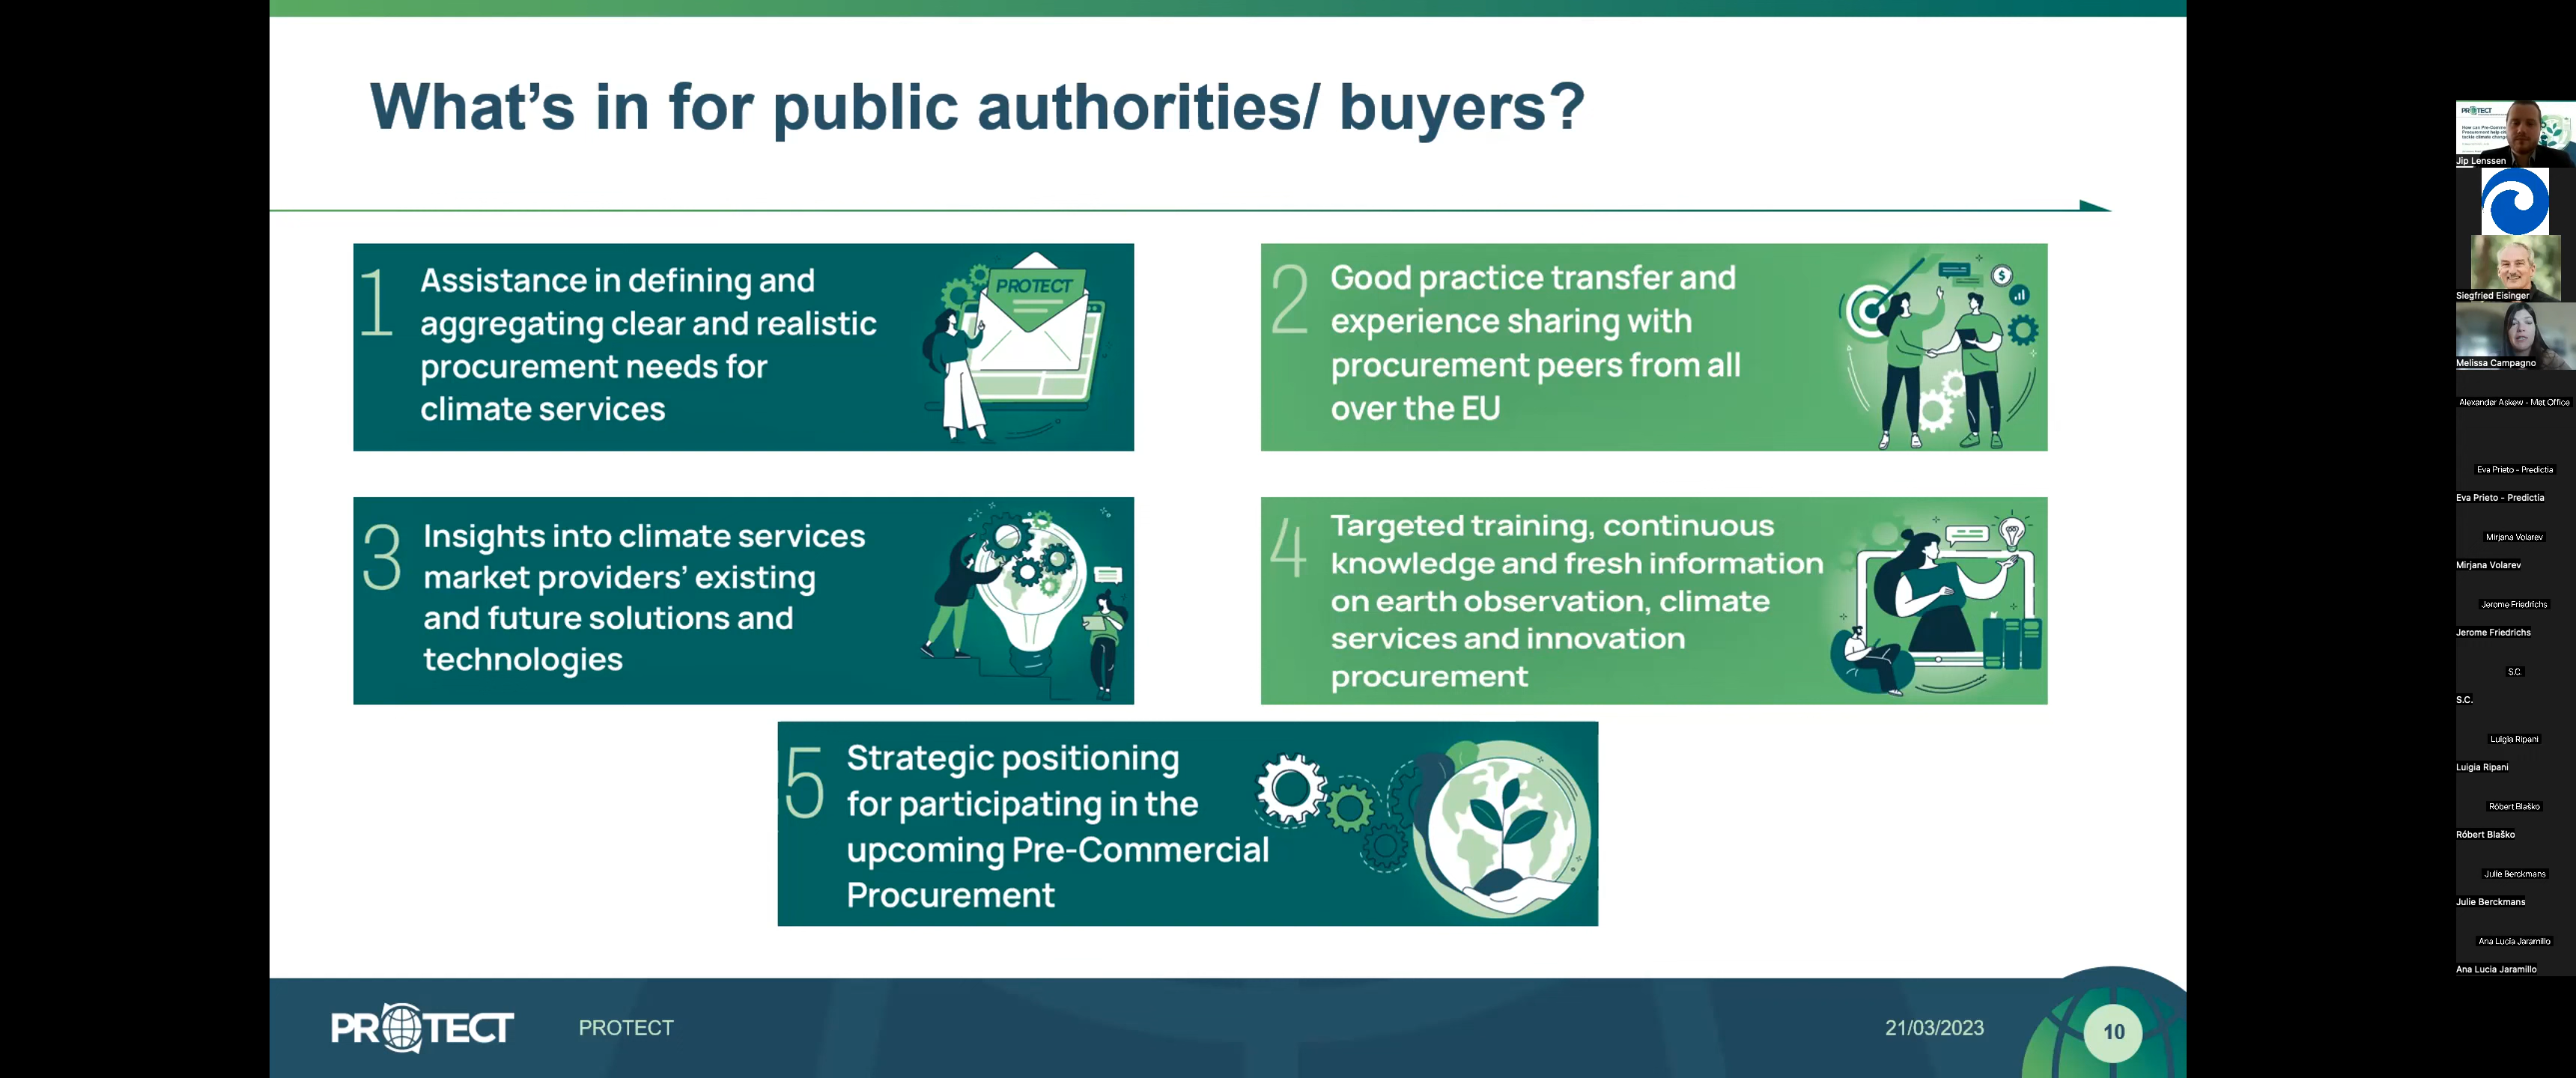 What's in for public authorities/ buyers?
1
Assistance in defining and
aggregating clear and realistic
procurement needs for
climate services
PROTECT
2
Good practice transfer and
experience sharing with
procurement peers from all
over the EU
$
3
Insights into climate services
market providers' existing
and future solutions and
technologies
4
Targeted training, continuous
knowledge and fresh information
on earth observation, climate
services and innovation
procurement
5
Strategic positioning
for participating in the
upcoming Pre-Commercial
Procurement
PROTECT
PROTECT
21/03/2023
10
PROTECT
Jip Lenssen
Siegfried Eisinger
Melissa Campagno
Alexander Askew - Met Office
Eva Prieto - Predictia
Eva Prieto - Predictia
Mirjana Volarev
Mirjana Volarev
Jerome Friedrichs
Jerome Friedrichs
S.C.
S.C.
Luigia Ripani
Luigia Ripani
Róbert Blaško
Róbert Blaško
Julie Berckmans
Julie Berckmans
Ana Lucia Jaramillo
Ana Lucia Jaramillo